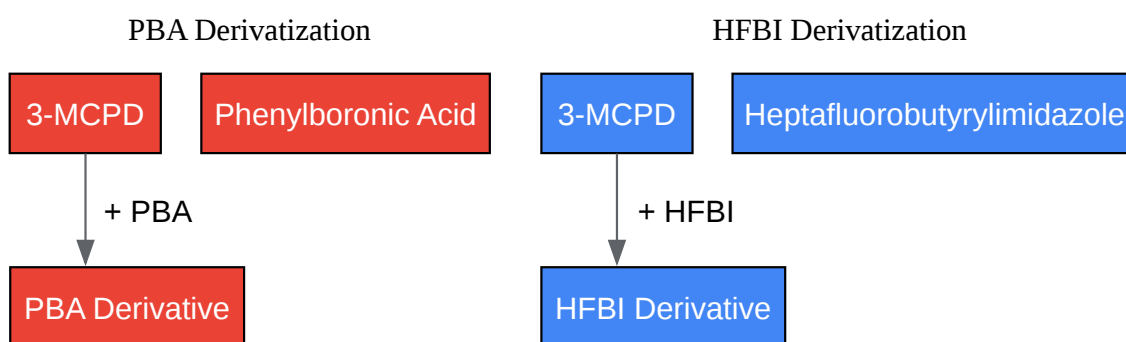 PBA Derivatization
HFBI Derivatization
3-MCPD
Phenylboronic Acid
3-MCPD
Heptafluorobutyrylimidazole
+ PBA
+ HFBI
PBA Derivative
HFBI Derivative